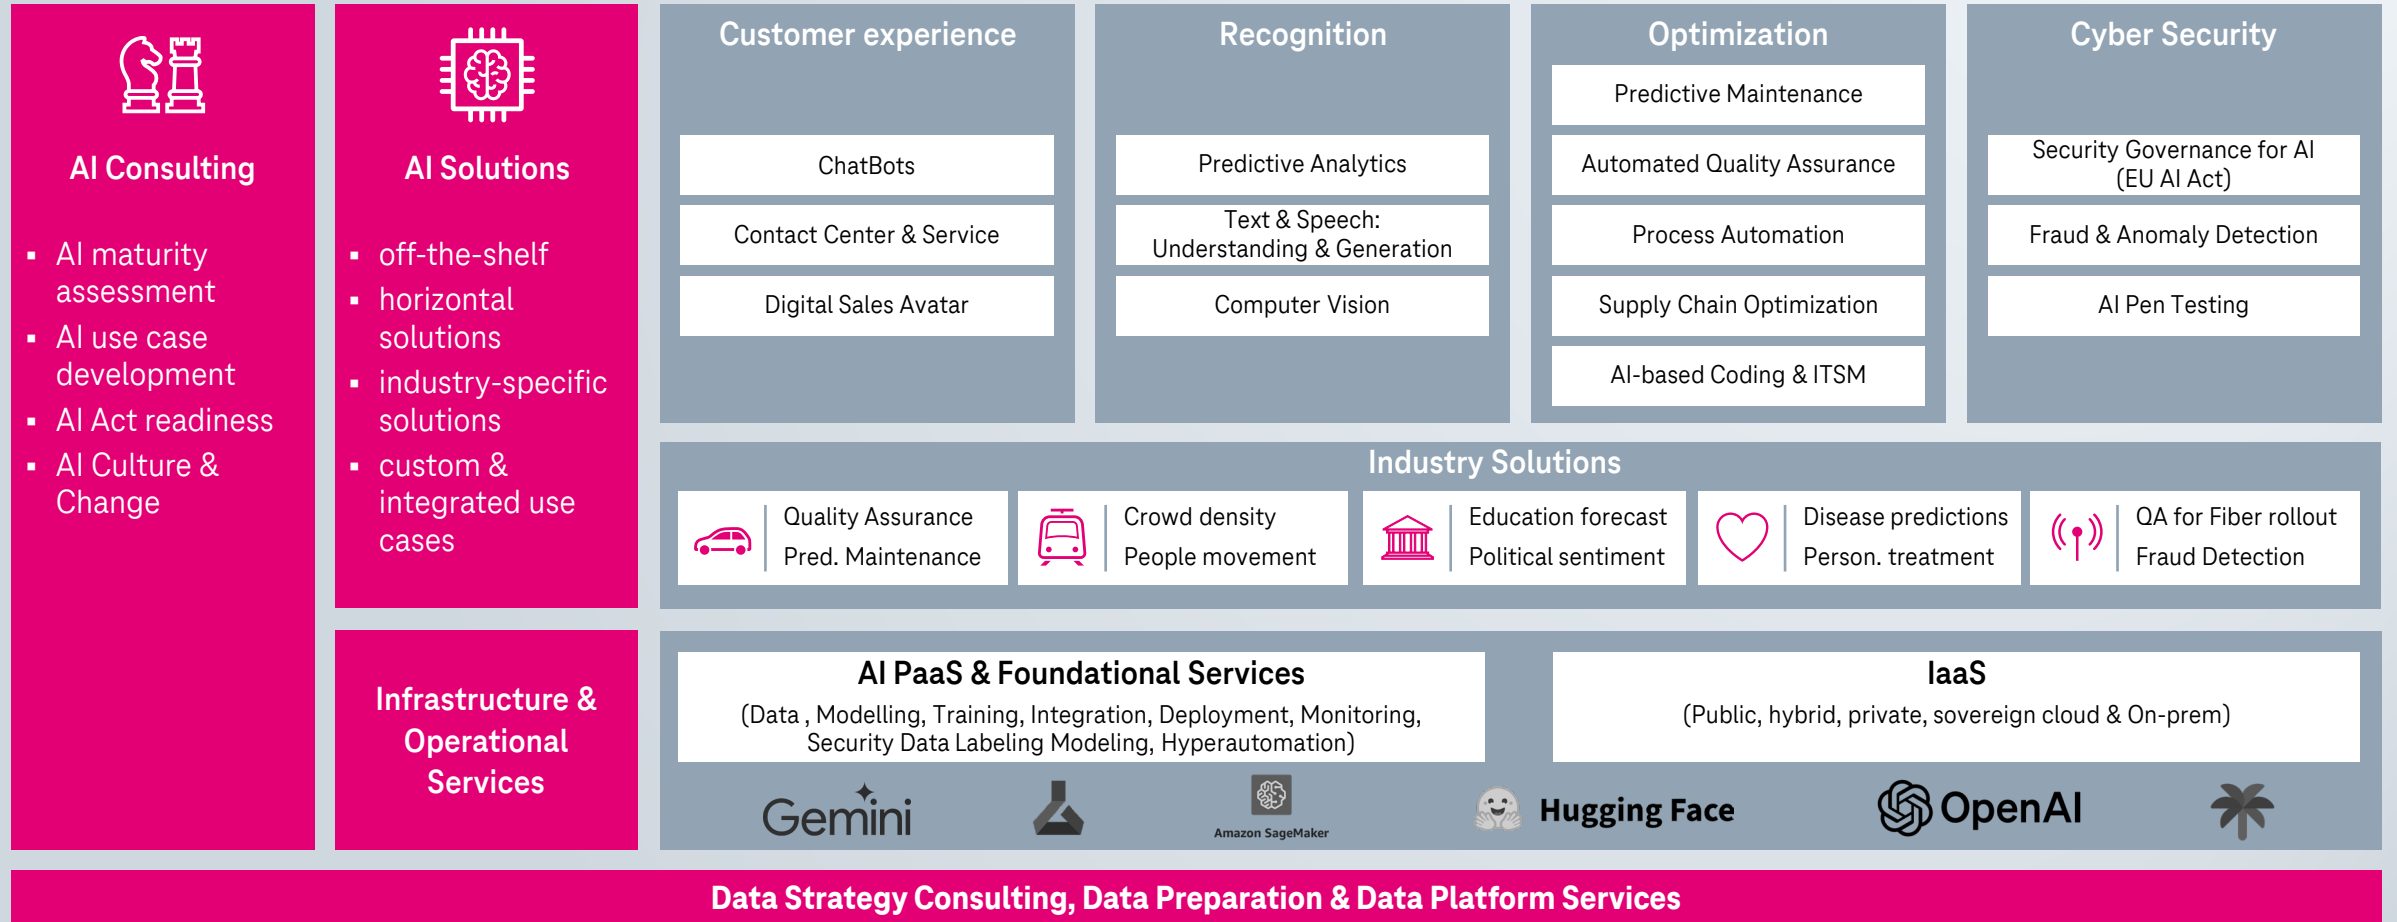 AI Consulting
▪ AI maturity
assessment
▪ AI use case
development
▪ AI Act readiness
▪ AI Culture &
Change
AI Solutions
▪ off-the-shelf
▪ horizontal
solutions
▪ industry-specific
solutions
▪ custom &
integrated use
cases
Customer experience
ChatBots
Contact Center & Service
Digital Sales Avatar
Recognition
Predictive Analytics
Text & Speech:
Understanding & Generation
Computer Vision
Optimization
Predictive Maintenance
Automated Quality Assurance
Process Automation
Supply Chain Optimization
AI-based Coding & ITSM
Cyber Security
Security Governance for AI
(EU AI Act)
Fraud & Anomaly Detection
AI Pen Testing
Industry Solutions
Quality Assurance
Pred. Maintenance
Crowd density
People movement
Education forecast
Political sentiment
Disease predictions
Person. treatment
QA for Fiber rollout
Fraud Detection
Infrastructure &
Operational
Services
AI PaaS & Foundational Services
(Data , Modelling, Training, Integration, Deployment, Monitoring,
Security Data Labeling Modeling, Hyperautomation)
IaaS
(Public, hybrid, private, sovereign cloud & On-prem)
Gemini
Amazon SageMaker
Hugging Face
OpenAI
Data Strategy Consulting, Data Preparation & Data Platform Services